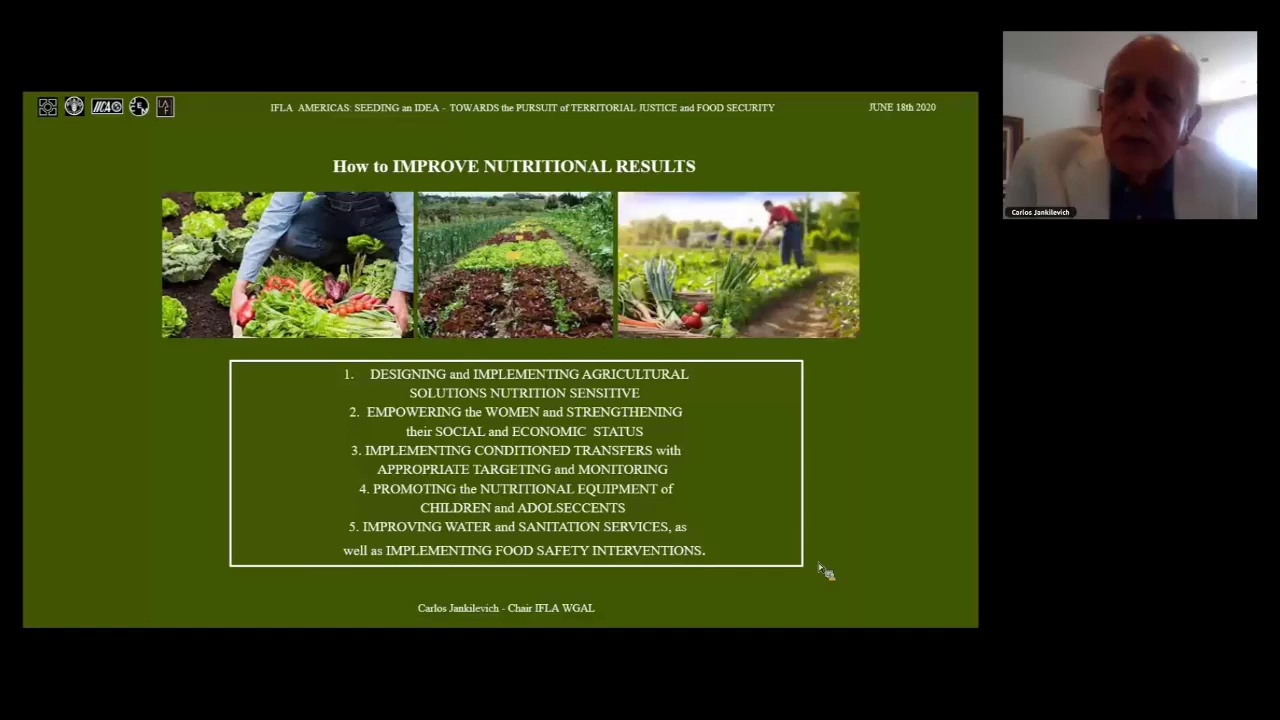 IICA
IFLA AMERICAS: SEEDING an IDEA - TOWARDS the PURSUIT of TERRITORIAL JUSTICE and FOOD SECURITY
JUNE 18th 2020
How to IMPROVE NUTRITIONAL RESULTS
1. DESIGNING and IMPLEMENTING AGRICULTURAL
SOLUTIONS NUTRITION SENSITIVE
2. EMPOWERING the WOMEN and STRENGTHENING
their SOCIAL and ECONOMIC STATUS
3. IMPLEMENTING CONDITIONED TRANSFERS with
APPROPRIATE TARGETING and MONITORING
4. PROMOTING the NUTRITIONAL EQUIPMENT of
CHILDREN and ADOLSECCENTS
5. IMPROVING WATER and SANITATION SERVICES, as
well as IMPLEMENTING FOOD SAFETY INTERVENTIONS.
Carlos Jankilevich - Chair IFLA WGAL
Carlos Jankilevich